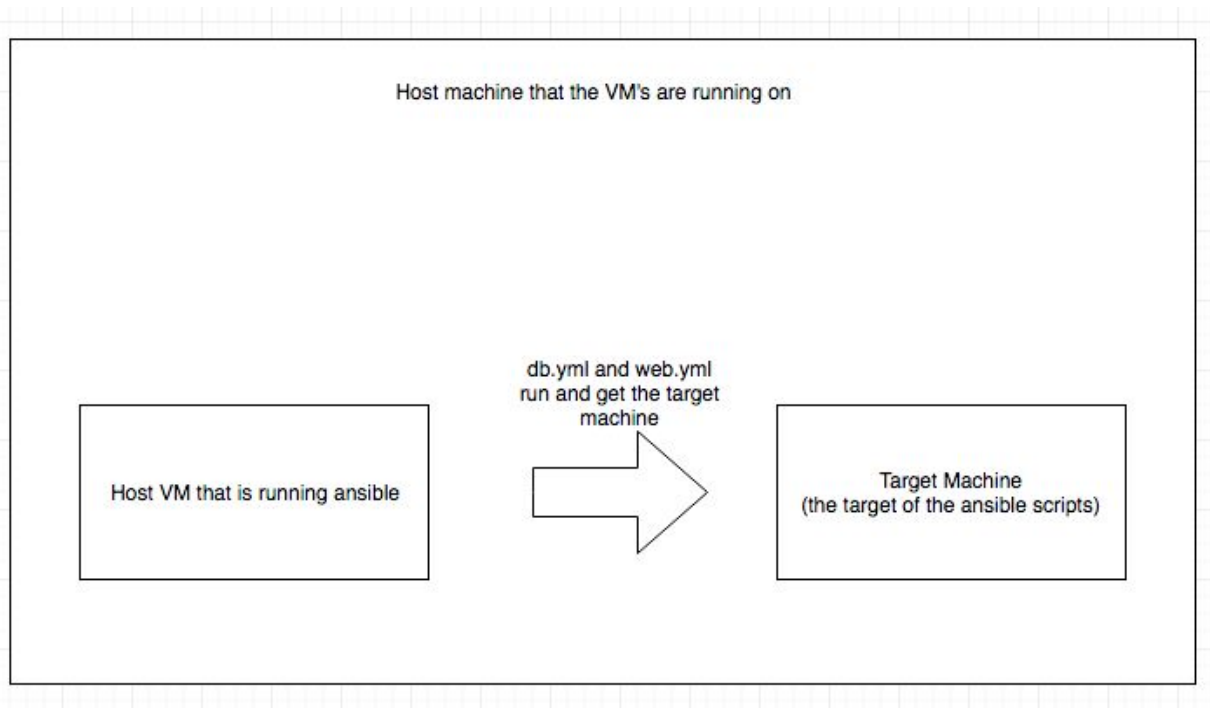 Host machine that the VM's are running on
db.yml and web.yml
run and get the target
machine
Host VM that is running ansible
Target Machine
(the target of the ansible scripts)